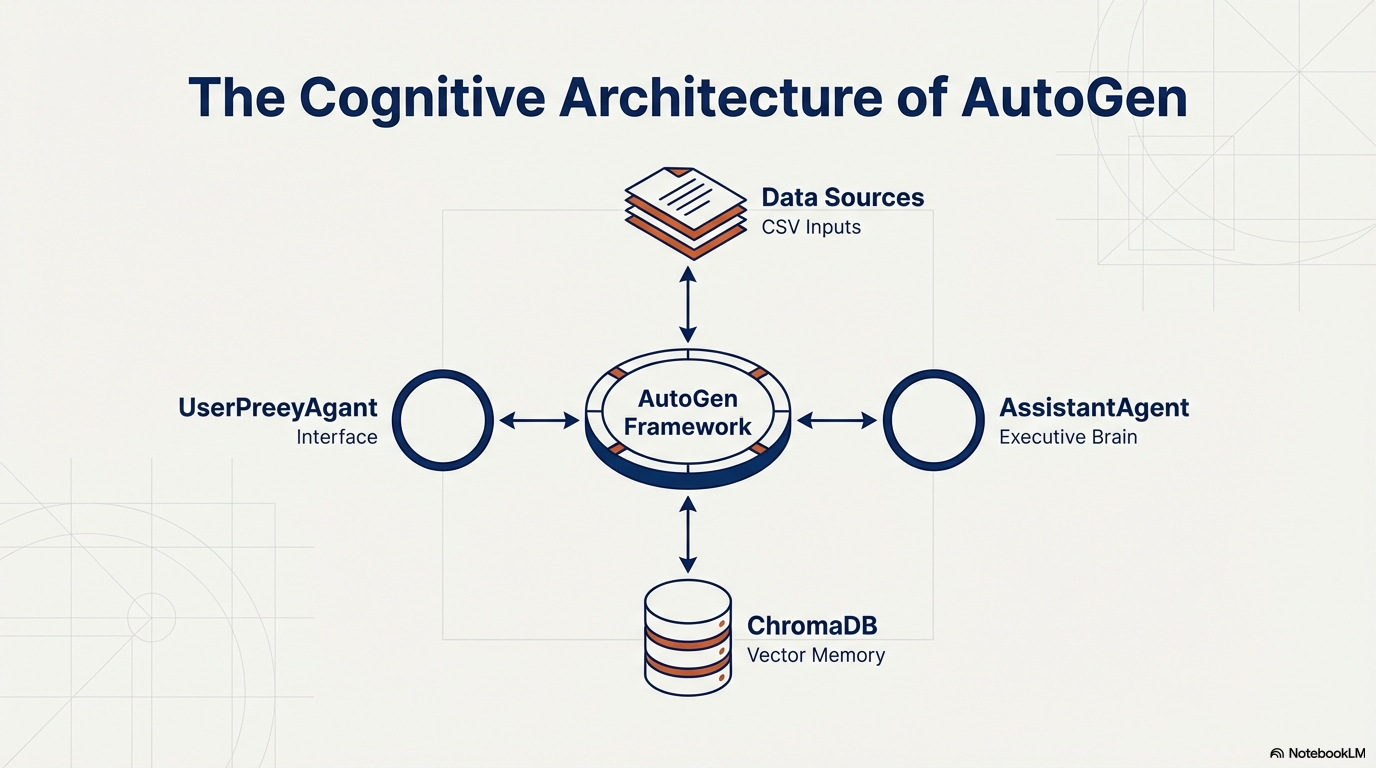 The Cognitive Architecture of AutoGen
Data Sources
CSV Inputs
UserPreeyAgant
Interface
AutoGen
Framework
AssistantAgent
Executive Brain
ChromaDB
Vector Memory
NotebookLM